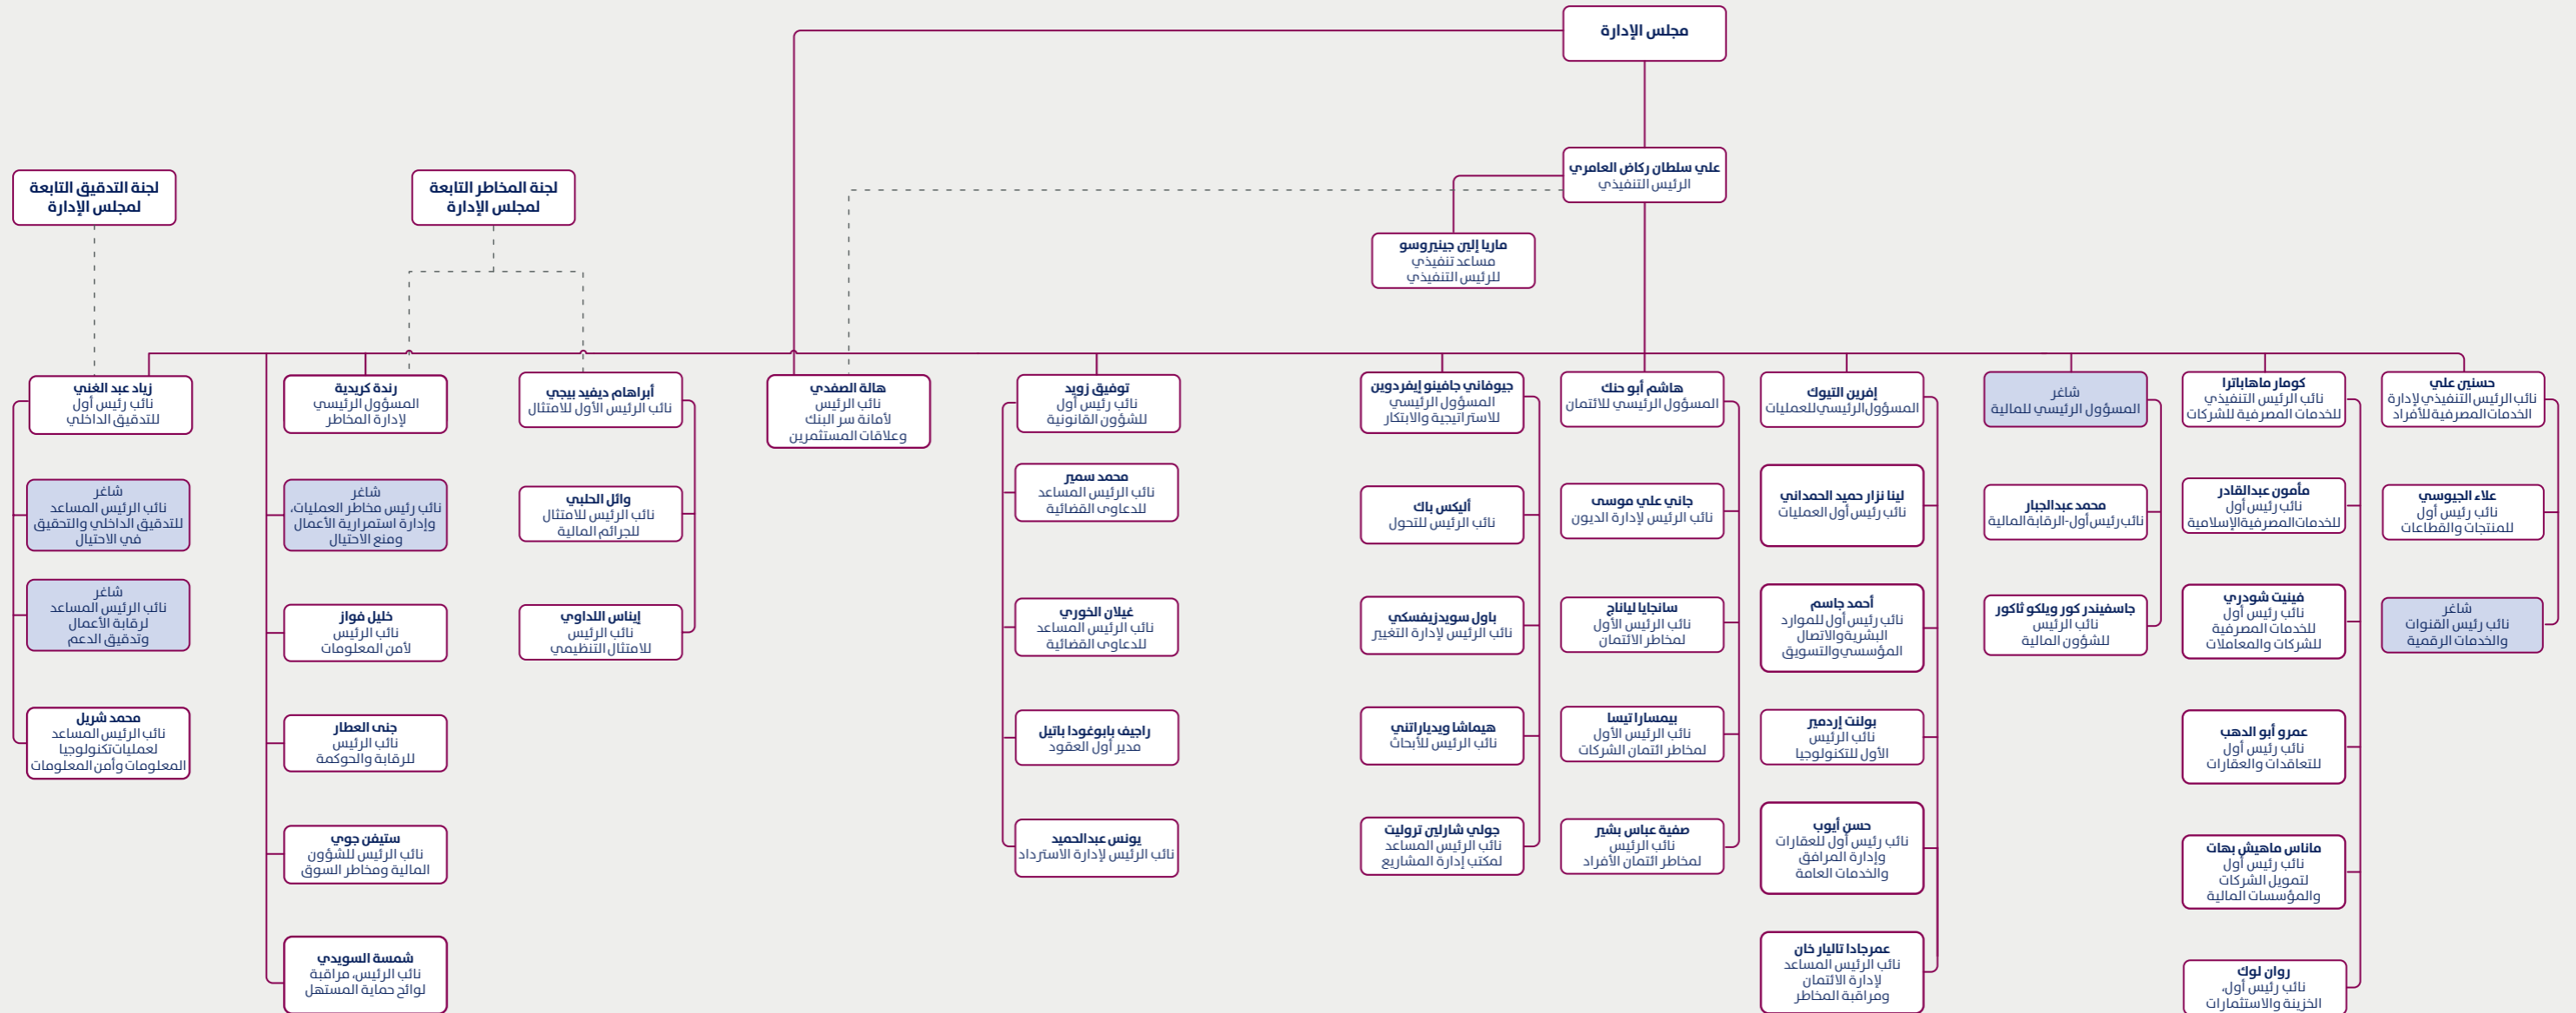 مجلس الإدارة
علي سلطان ركاض العامري
الرئيس التنفيذي
ماريا إلين جينيروسو
مساعد تنفيذي
للرئيس التنفيذي
لجنة المخاطر التابعة
لمجلس الإدارة
لجنة التدقيق التابعة
لمجلس الإدارة
حسنين علي
نائب الرئيس التنفيذي لإدارة
الخدمات المصرفية للأفراد
علاء الجيوسي
نائب رئيس أول
للمنتجات والقطاعات
شاغر
نائب رئيس القنوات
والخدمات الرقمية
كومار ماهاباترا
نائب الرئيس التنفيذي
للخدمات المصرفية للشركات
مأمون عبدالقادر
نائب رئيس أول
للخدمات المصرفية الإسلامية
فينيت شودري
نائب رئيس أول
للخدمات المصرفية
للشركات والمعاملات
عمرو أبو الدهب
نائب رئيس أول
للتعاقدات والعقارات
ماناس ماهيش بهات
نائب رئيس أول
لتمويل الشركات
والمؤسسات المالية
روان لوك
نائب رئيس أول،
الخزينة والاستثمارات
شاغر
المسؤول الرئيسي للمالية
محمد عبدالجبار
نائب رئيس أول-الرقابة المالية
جاسفيندر كور ويلكو ثاكور
نائب الرئيس
للشؤون المالية
إفرين التيوك
المسؤول الرئيسي للعمليات
لينا نزار حميد الحمداني
نائب رئيس أول العمليات
أحمد جاسم
نائب رئيس أول للموارد
البشرية والاتصال
المؤسسي والتسويق
بولنت إردمير
نائب الرئيس
الأول للتكنولوجيا
حسن أيوب
نائب رئيس أول للعقارات
وإدارة المرافق
والخدمات العامة
عمرجادا تاليار خان
نائب الرئيس المساعد
لإدارة الائتمان
ومراقبة المخاطر
هاشم أبو حنك
المسؤول الرئيسي للائتمان
جاني علي موسى
نائب الرئيس لإدارة الديون
سانجايا لياناج
نائب الرئيس الأول
لمخاطر الائتمان
بيمسارا تيسا
نائب الرئيس الأول
لمخاطر ائتمان الشركات
صفية عباس بشير
نائب الرئيس
لمخاطر ائتمان الأفراد
جيوفاني جافينو إيفردوين
المسؤول الرئيسي
للاستراتيجية والابتكار
أليكس باك
نائب الرئيس للتحول
باول سويدزيفسكي
نائب الرئيس لإدارة التغيير
هيماشا ويدياراتني
نائب الرئيس للأبحاث
جولي شارلين تروليت
نائب الرئيس المساعد
لمكتب إدارة المشاريع
توفيق زويد
نائب رئيس أول
للشؤون القانونية
محمد سمير
نائب الرئيس المساعد
للدعاوى القضائية
غيلان الخوري
نائب الرئيس المساعد
للدعاوى القضائية
راجيف بابوغودا باتيل
مدير أول العقود
يونس عبدالحميد
نائب الرئيس لإدارة الاسترداد
هالة الصفدي
نائب الرئيس
لأمانة سر البنك
وعلاقات المستثمرين
أبراهام ديفيد بيجي
نائب الرئيس الأول للامتثال
وائل الحلبي
نائب الرئيس للامتثال
للجرائم المالية
إيناس اللداوي
نائب الرئيس
للامتثال التنظيمي
رندة كريدية
المسؤول الرئيسي
لإدارة المخاطر
شاغر
نائب رئيس مخاطر العمليات،
وإدارة استمرارية الأعمال
ومنع الاحتيال
خليل فواز
نائب الرئيس
لأمن المعلومات
جنى العطار
نائب الرئيس
للرقابة والحوكمة
ستيفن جوي
نائب الرئيس للشؤون
المالية ومخاطر السوق
شمسة السويدي
نائب الرئيس، مراقبة
لوائح حماية المستهل
زياد عبد الغني
نائب رئيس أول
للتدقيق الداخلي
شاغر
نائب الرئيس المساعد
للتدقيق الداخلي والتحقيق
في الاحتيال
شاغر
نائب الرئيس المساعد
لرقابة الأعمال
وتدقيق الدعم
محمد شربل
نائب الرئيس المساعد
لعمليات تكنولوجيا
المعلومات وأمن المعلومات